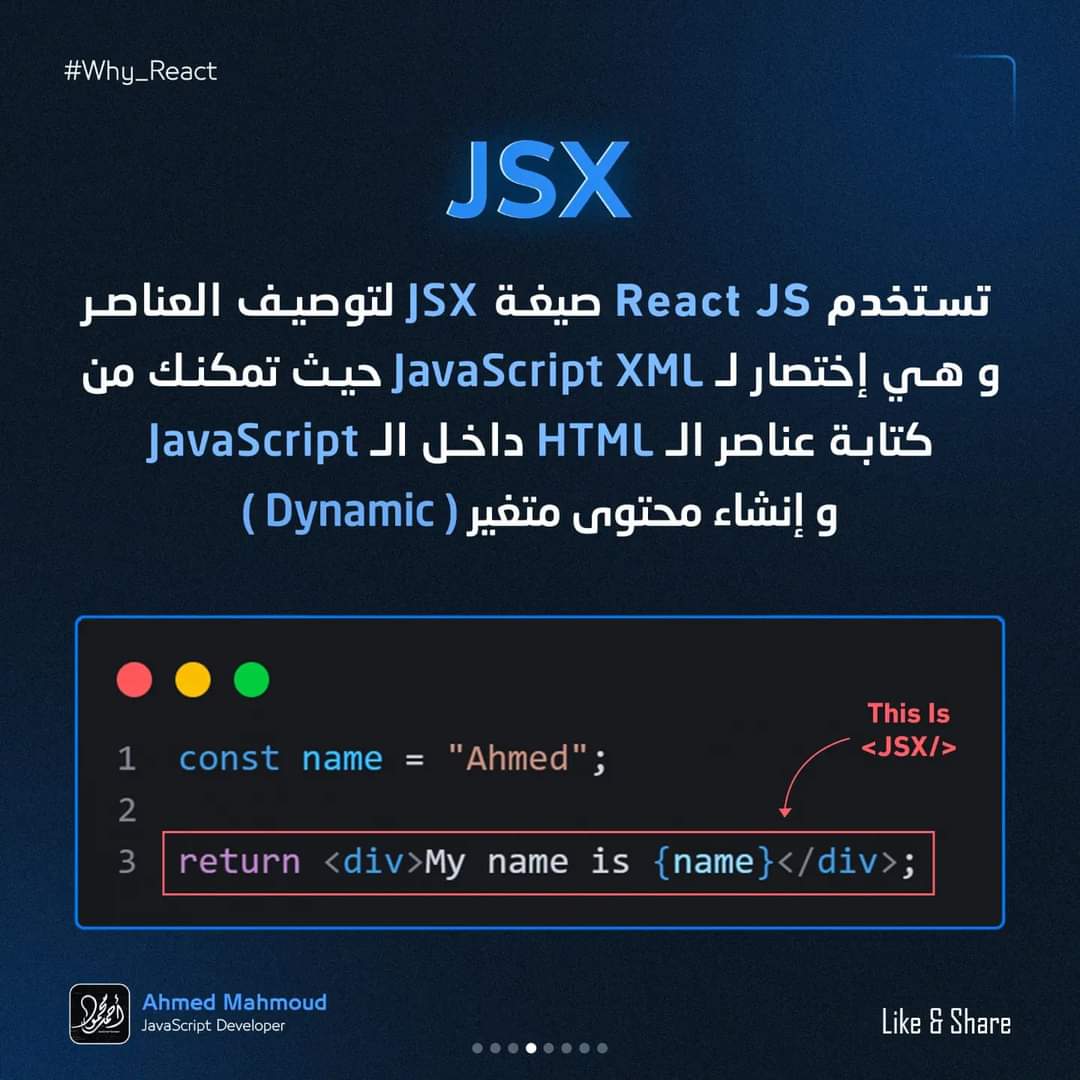 #Why_React
JSX
تستخدم React JS صيغة JSX لتوصيف العناصر
و هي إختصار لـ JavaScript XML حيث تمكنك من
كتابة عناصر الـ HTML داخل الـ JavaScript
و إنشاء محتوى متغير ( Dynamic )
This Is
<JSX/>
1 const name = "Ahmed";
2
3 return <div>My name is {name}</div>;
أحمد محمود
Ahmed Mahmoud
JavaScript Developer
Like & Share